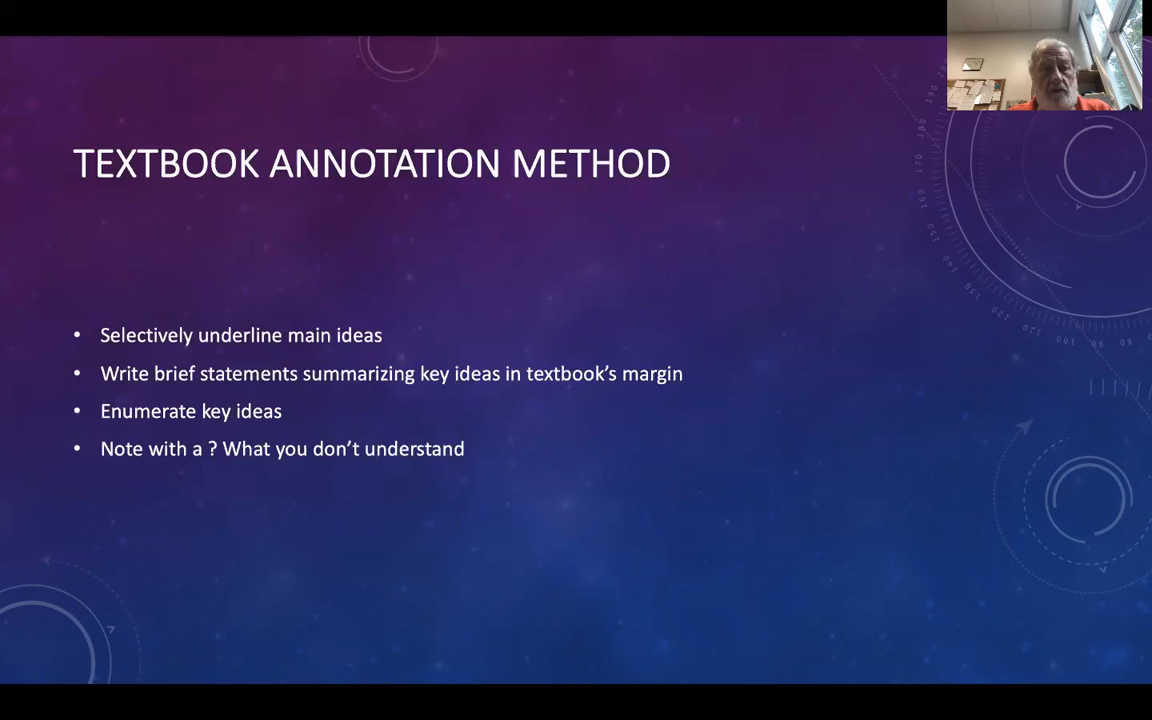 TEXTBOOK ANNOTATION METHOD
• Selectively underline main ideas
• Write brief statements summarizing key ideas in textbook’s margin
• Enumerate key ideas
• Note with a ? What you don’t understand